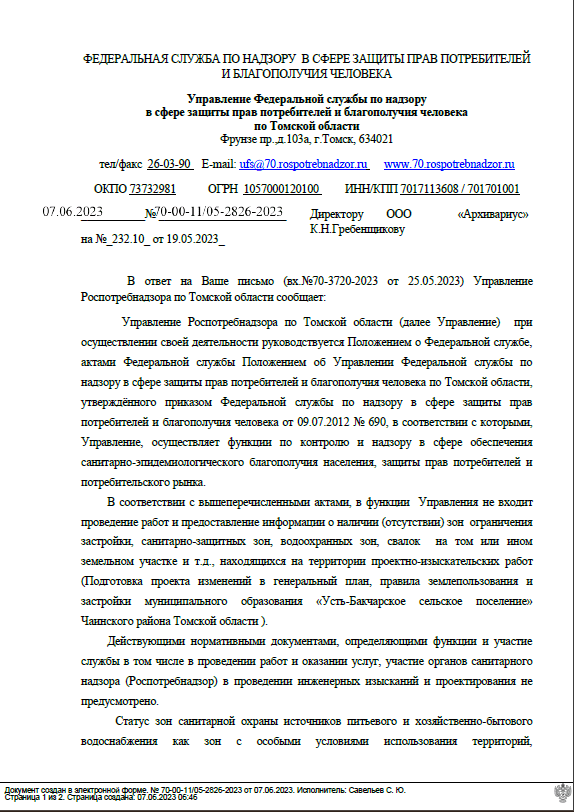 ФЕДЕРАЛЬНАЯ СЛУЖБА ПО НАДЗОРУ В СФЕРЕ ЗАЩИТЫ ПРАВ ПОТРЕБИТЕЛЕЙ
И БЛАГОПОЛУЧИЯ ЧЕЛОВЕКА
Управление Федеральной службы по надзору
в сфере защиты прав потребителей и благополучия человека
по Томской области
Фрунзе пр.,д.103а, г.Томск, 634021
тел/факс 26-03-90 E-mail: ufs@70.rospotrebnadzor.ru www.70.rospotrebnadzor.ru
ОКПО 73732981 ОГРН 1057000120100 ИНН/КПП 7017113608 / 701701001
07.06.2023 №70-00-11/05-2826-2023
на №_232.10_ от 19.05.2023_
Директору ООО «Архивариус»
К.Н.Гребенщикову
В ответ на Ваше письмо (вх.№70-3720-2023 от 25.05.2023) Управление
Роспотребнадзора по Томской области сообщает:
Управление Роспотребнадзора по Томской области (далее Управление) при
осуществлении своей деятельности руководствуется Положением о Федеральной службе,
актами Федеральной службы Положением об Управлении Федеральной службы по
надзору в сфере защиты прав потребителей и благополучия человека по Томской области,
утверждённого приказом Федеральной службы по надзору в сфере защиты прав
потребителей и благополучия человека от 09.07.2012 № 690, в соответствии с которыми,
Управление, осуществляет функции по контролю и надзору в сфере обеспечения
санитарно-эпидемиологического благополучия населения, защиты прав потребителей и
потребительского рынка.
В соответствии с вышеперечисленными актами, в функции Управления не входит
проведение работ и предоставление информации о наличии (отсутствии) зон ограничения
застройки, санитарно-защитных зон, водоохранных зон, свалок на том или ином
земельном участке и т.д., находящихся на территории проектно-изыскательских работ
(Подготовка проекта изменений в генеральный план, правила землепользования и
застройки муниципального образования «Усть-Бакчарское сельское поселение»
Чаинского района Томской области ).
Действующими нормативными документами, определяющими функции и участие
службы в том числе в проведении работ и оказании услуг, участие органов санитарного
надзора (Роспотребнадзор) в проведении инженерных изысканий и проектирования не
предусмотрено.
Статус зон санитарной охраны источников питьевого и хозяйственно-бытового
водоснабжения как зон с особыми условиями использования территорий,
Документ создан в электронной форме. № 70-00-11/05-2826-2023 от 07.06.2023. Исполнитель: Савельев С. Ю.
Страница 1 из 2. Страница создана: 07.06.2023 06:46